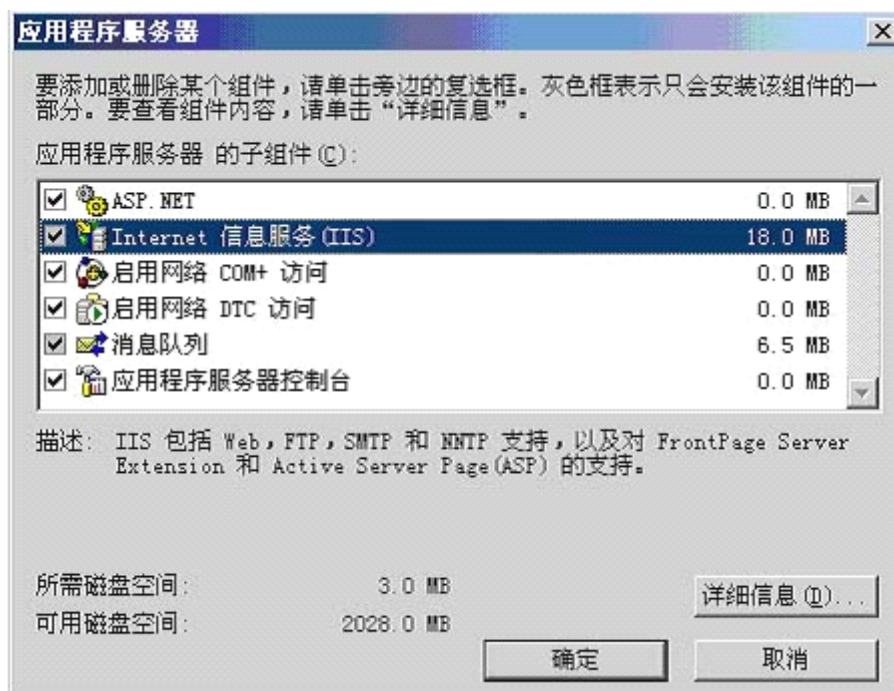 应用程序服务器
要添加或删除某个组件，请单击旁边的复选框。灰色框表示只会安装该组件的一
部分。要查看组件内容，请单击“详细信息”。
应用程序服务器 的子组件(C):
ASP.NET 0.0 MB
Internet 信息服务(IIS) 18.0 MB
启用网络 COM+ 访问 0.0 MB
启用网络 DTC 访问 0.0 MB
消息队列 6.5 MB
应用程序服务器控制台 0.0 MB
描述: IIS 包括 Web，FTP，SMTP 和 NNTP 支持，以及对 FrontPage Server
Extension 和 Active Server Page(ASP) 的支持。
所需磁盘空间: 3.0 MB
可用磁盘空间: 2028.0 MB
详细信息(D)...
确定 取消